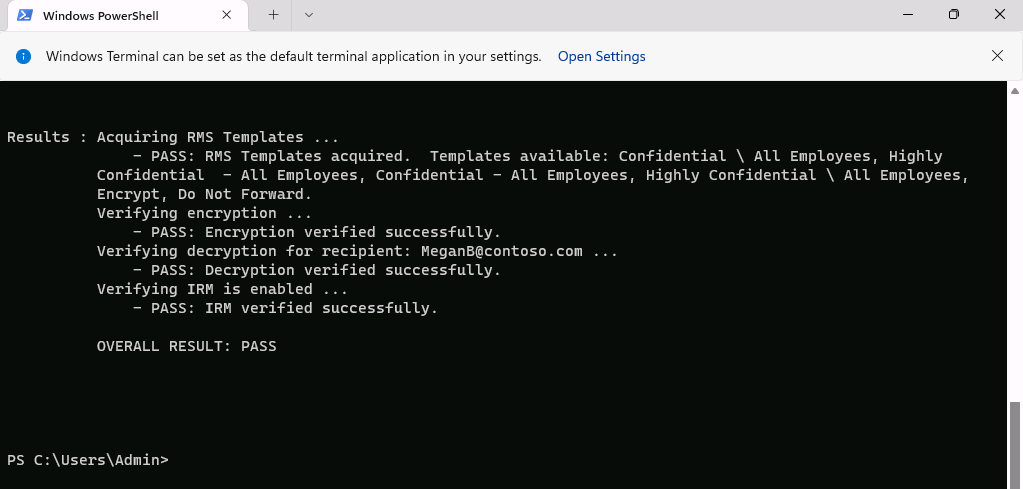 Windows PowerShell
Windows Terminal can be set as the default terminal application in your settings. Open Settings
Results : Acquiring RMS Templates ...
- PASS: RMS Templates acquired.  Templates available: Confidential \ All Employees, Highly
Confidential  - All Employees, Confidential - All Employees, Highly Confidential \ All Employees,
Encrypt, Do Not Forward.
Verifying encryption ...
- PASS: Encryption verified successfully.
Verifying decryption for recipient: MeganB@contoso.com ...
- PASS: Decryption verified successfully.
Verifying IRM is enabled ...
- PASS: IRM verified successfully.
OVERALL RESULT: PASS
PS C:\Users\Admin>